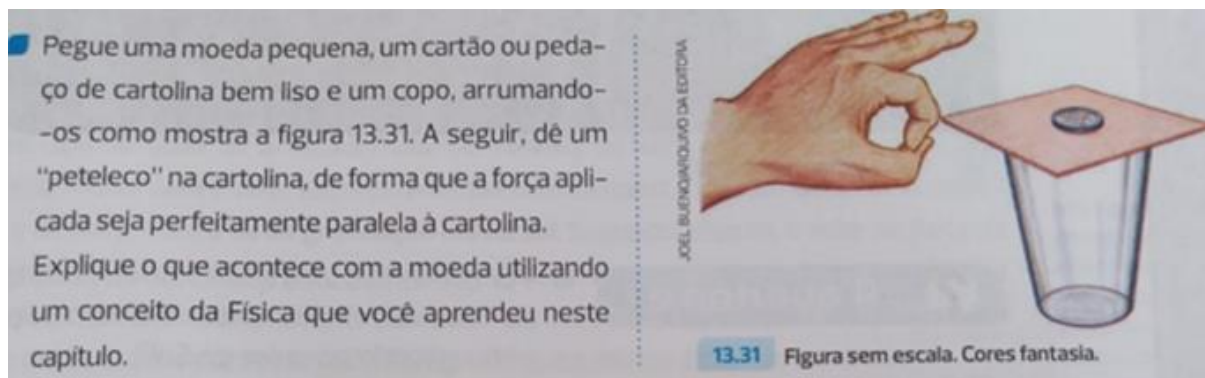 Pegue uma moeda pequena, um cartão ou peda-
ço de cartolina bem liso e um copo, arrumando-
-os como mostra a figura 13.31. A seguir, dê um
"peteleco" na cartolina, de forma que a força apli-
cada seja perfeitamente paralela à cartolina.
Explique o que acontece com a moeda utilizando
um conceito da Física que você aprendeu neste
capítulo.
JOEL BUENO/ARQUIVO DA EDITORA
13.31 Figura sem escala. Cores fantasia.